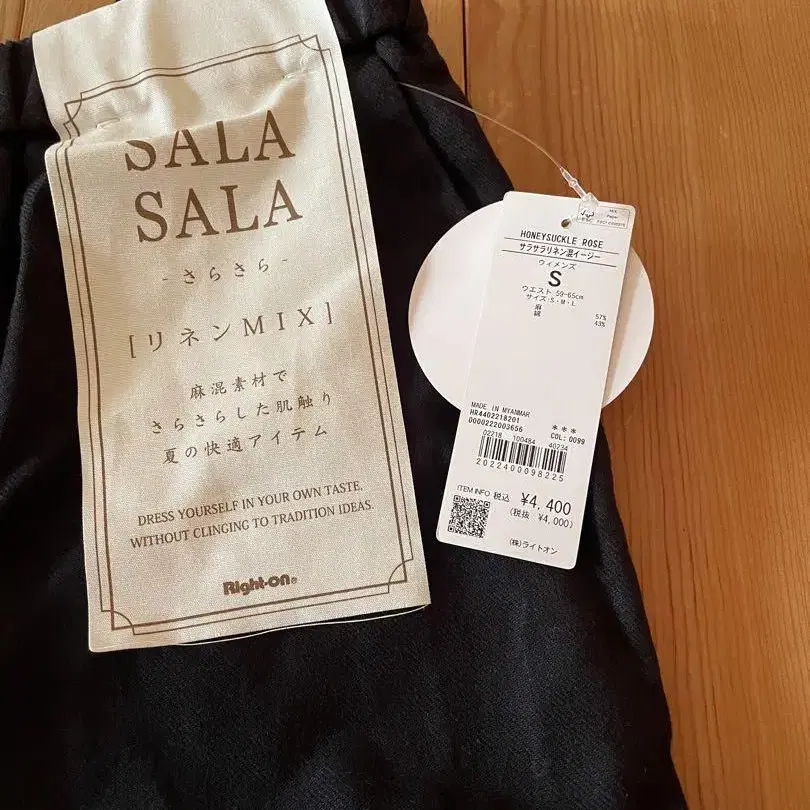 SALA
SALA
-さらさら-
[リネンMIX]
麻混素材で
さらさらした肌触り
夏の快適アイテム
DRESS YOURSELF IN YOUR OWN TASTE.
WITHOUT CLINGING TO TRADITION IDEAS.
Right-on®
MIX
Paper
HONEYSUCKLE ROSE
サラサラリネン混イージー
ウィメンズ
S
ウエスト 59-65cm
サイズ:S・M・L
麻 57%
綿 43%
MADE IN MYANMAR
HR4402218201 ***
0000222003656 COL: 0099
02218 100484 40234
2022400098225
ITEM INFO 税込 ¥4,400
(税抜 ¥4,000)
(株)ライトオン